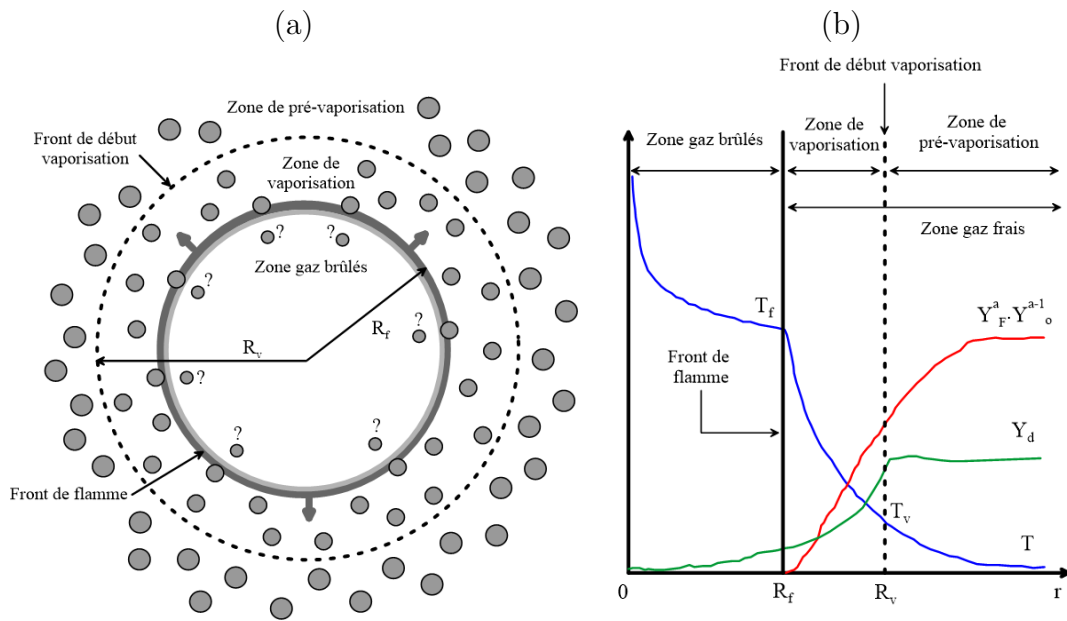 (a)
Zone de pré-vaporisation
Front de début
vaporisation
Zone de
vaporisation
?
?
Zone gaz brûlés
?
R_f
?
R_v
?
?
?
Front de flamme
(b)
Front de début vaporisation
Zone gaz brûlés
Zone de
vaporisation
Zone de
pré-vaporisation
Zone gaz frais
T_f
Y^a_F·Y^{a-1}_o
Front de
flamme
Y_d
T_v
T
0
R_f
R_v
r